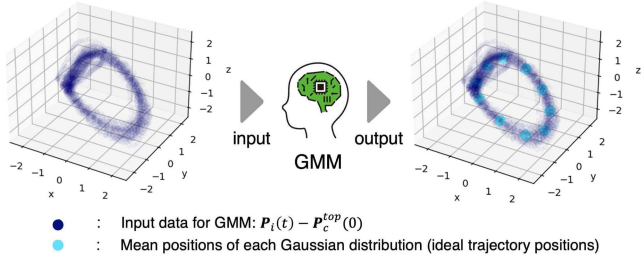 2
1
0
−1
−2
z
−2
−1
0
1
2
x
−2
−1
0
1
2
y
input
GMM
output
2
1
0
−1
−2
z
−2
−1
0
1
2
x
−2
−1
0
1
2
y
: Input data for GMM: P_i(t) − P_c^{top}(0)
: Mean positions of each Gaussian distribution (ideal trajectory positions)